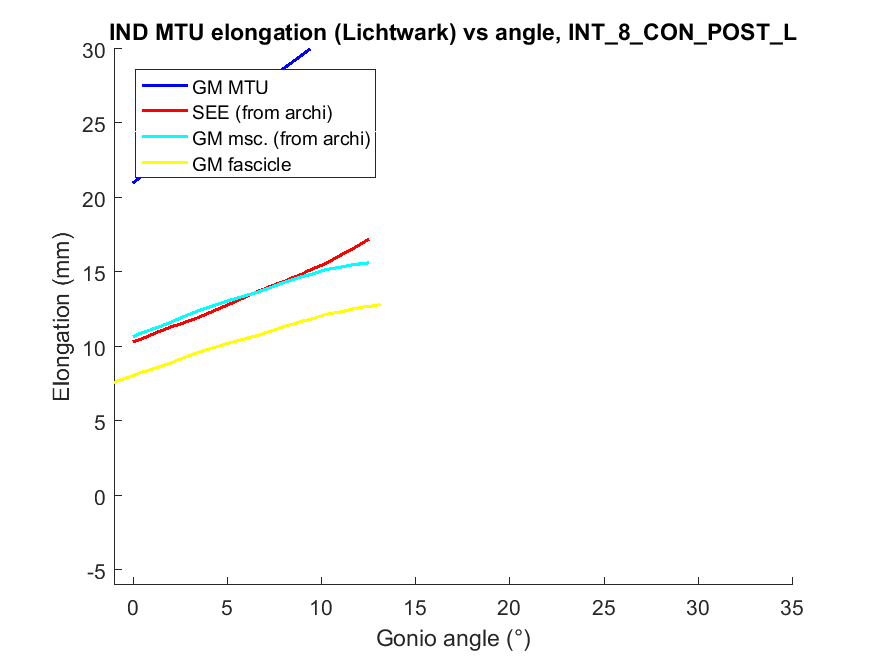 IND MTU elongation (Lichtwark) vs angle, INT_8_CON_POST_L
30
25
20
15
10
5
0
-5
Elongation (mm)
GM MTU
SEE (from archi)
GM msc. (from archi)
GM fascicle
0 5 10 15 20 25 30 35
Gonio angle (°)